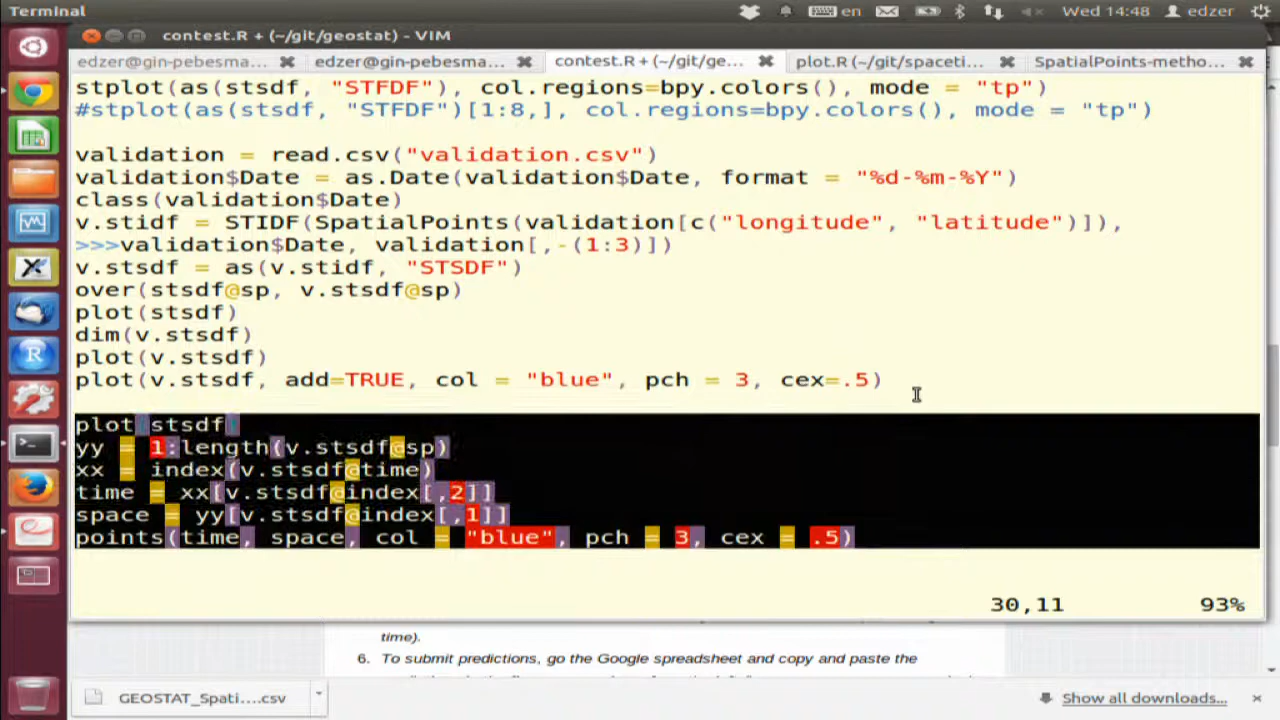 Terminal
en
Wed 14:48
edzer
contest.R + (~/git/geostat) - VIM
edzer@gin-pebesma...
edzer@gin-pebesma...
contest.R + (~/git/ge...
plot.R (~/git/spaceti...
SpatialPoints-metho...
stplot(as(stsdf, "STFDF"), col.regions=bpy.colors(), mode = "tp")
#stplot(as(stsdf, "STFDF")[1:8,], col.regions=bpy.colors(), mode = "tp")
validation = read.csv("validation.csv")
validation$Date = as.Date(validation$Date, format = "%d-%m-%Y")
class(validation$Date)
v.stidf = STIDF(SpatialPoints(validation[c("longitude", "latitude")]),
>>>validation$Date, validation[,-(1:3)])
v.stsdf = as(v.stidf, "STSDF")
over(stsdf@sp, v.stsdf@sp)
plot(stsdf)
dim(v.stsdf)
plot(v.stsdf)
plot(v.stsdf, add=TRUE, col = "blue", pch = 3, cex=.5)
plot(stsdf)
yy = 1:length(v.stsdf@sp)
xx = index(v.stsdf@time)
time = xx[v.stsdf@index[,2]]
space = yy[v.stsdf@index[,1]]
points(time, space, col = "blue", pch = 3, cex = .5)
30,11
93%
time).
6. To submit predictions, go the Google spreadsheet and copy and paste the
GEOSTAT_Spati....csv
Show all downloads...